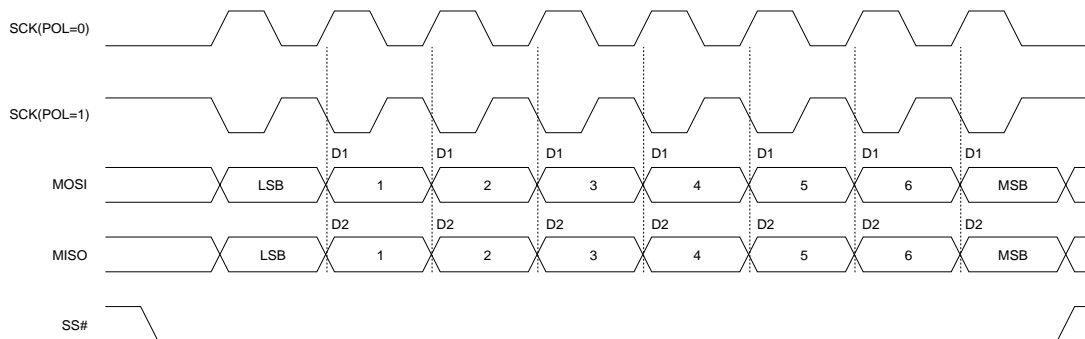 SCK(POL=0)
SCK(POL=1)
D1 D1 D1 D1 D1 D1 D1
MOSI LSB 1 2 3 4 5 6 MSB
D2 D2 D2 D2 D2 D2 D2
MISO LSB 1 2 3 4 5 6 MSB
SS#